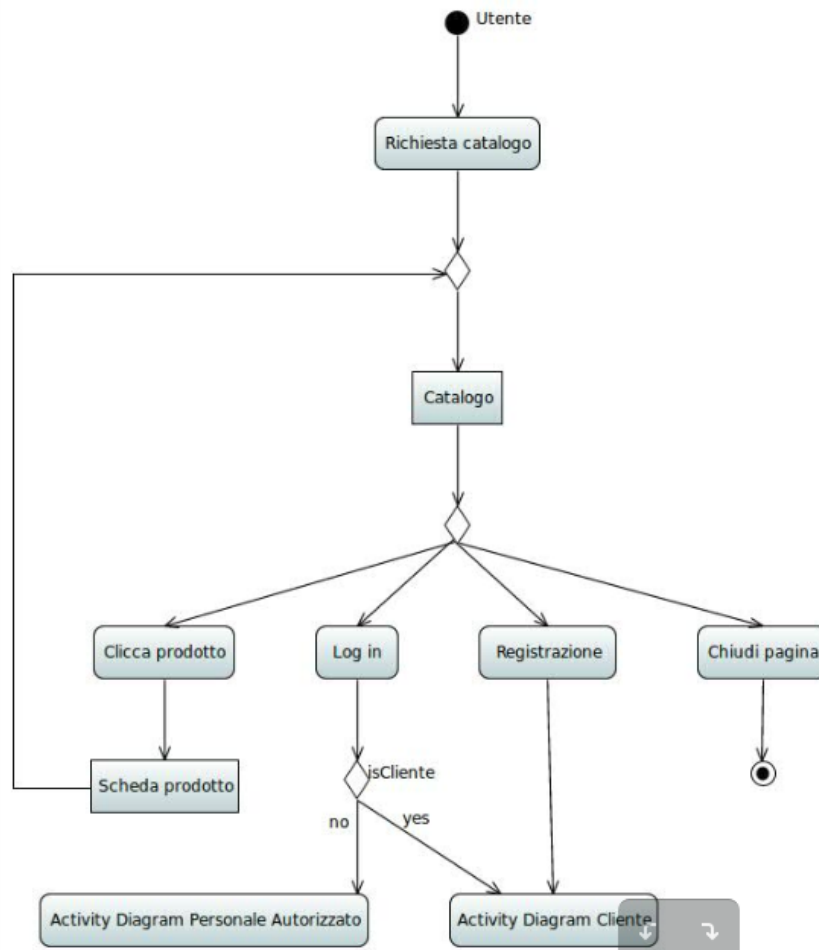 Utente
Richiesta catalogo
Catalogo
Clicca prodotto
Log in
Registrazione
Chiudi pagina
Scheda prodotto
isCliente
no
yes
Activity Diagram Personale Autorizzato
Activity Diagram Cliente